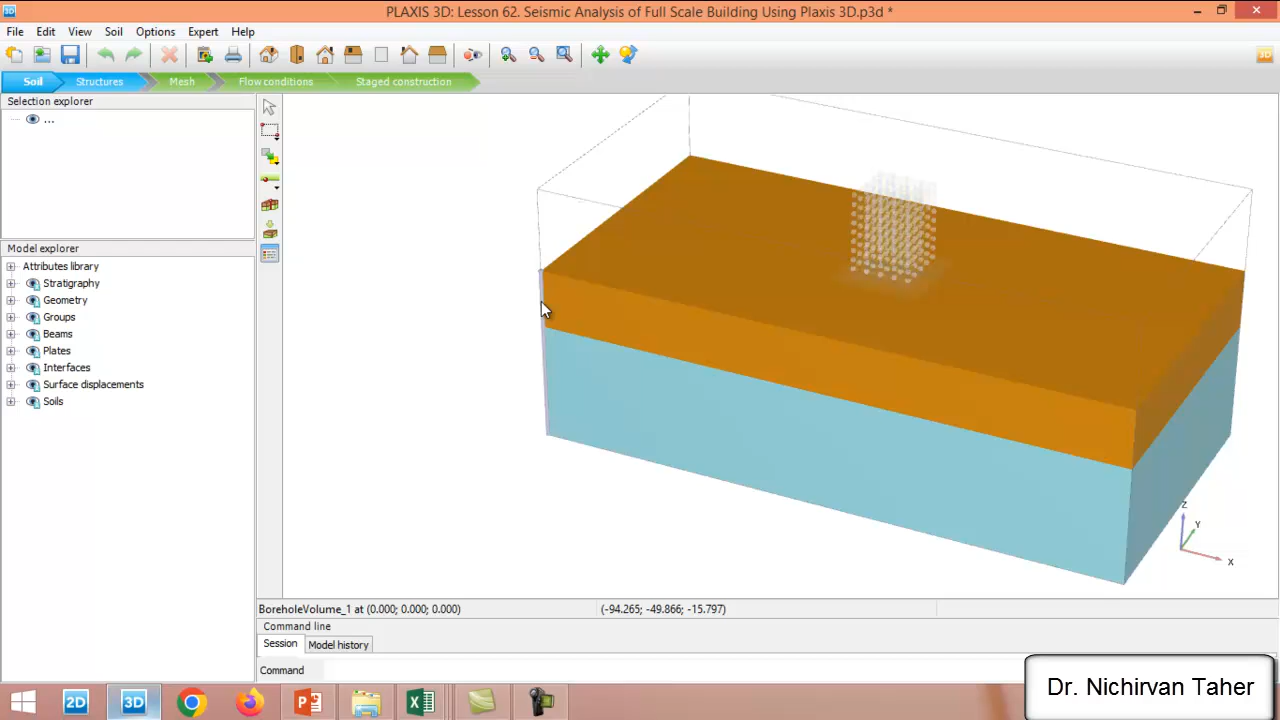 PLAXIS 3D: Lesson 62. Seismic Analysis of Full Scale Building Using Plaxis 3D.p3d *
File Edit View Soil Options Expert Help
3D
Soil Structures Mesh Flow conditions Staged construction
Selection explorer
...
Model explorer
Attributes library
Stratigraphy
Geometry
Groups
Beams
Plates
Interfaces
Surface displacements
Soils
Z
Y
X
BoreholeVolume_1 at (0.000; 0.000; 0.000) (-94.265; -49.866; -15.797)
Command line
Session Model history
Command
Dr. Nichirvan Taher
2D 3D